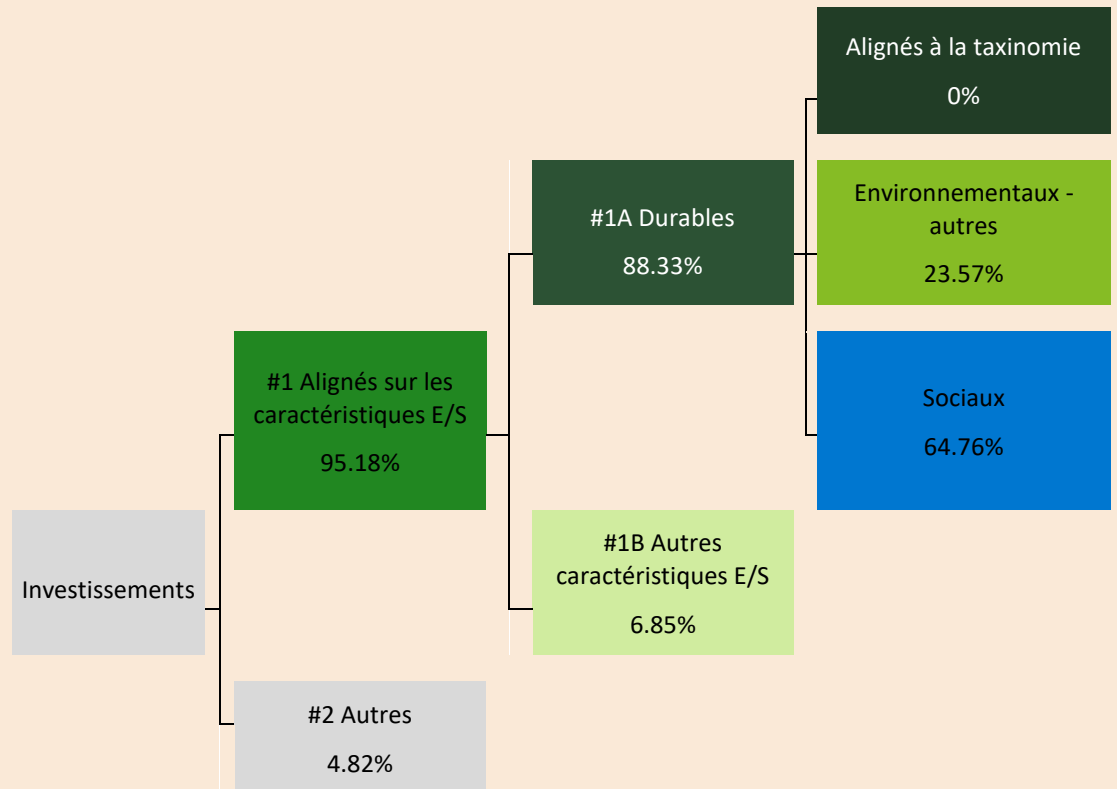 Alignés à la taxinomie
0%
Environnementaux -
autres
23.57%
#1A Durables
88.33%
Sociaux
64.76%
#1 Alignés sur les
caractéristiques E/S
95.18%
#1B Autres
caractéristiques E/S
6.85%
Investissements
#2 Autres
4.82%